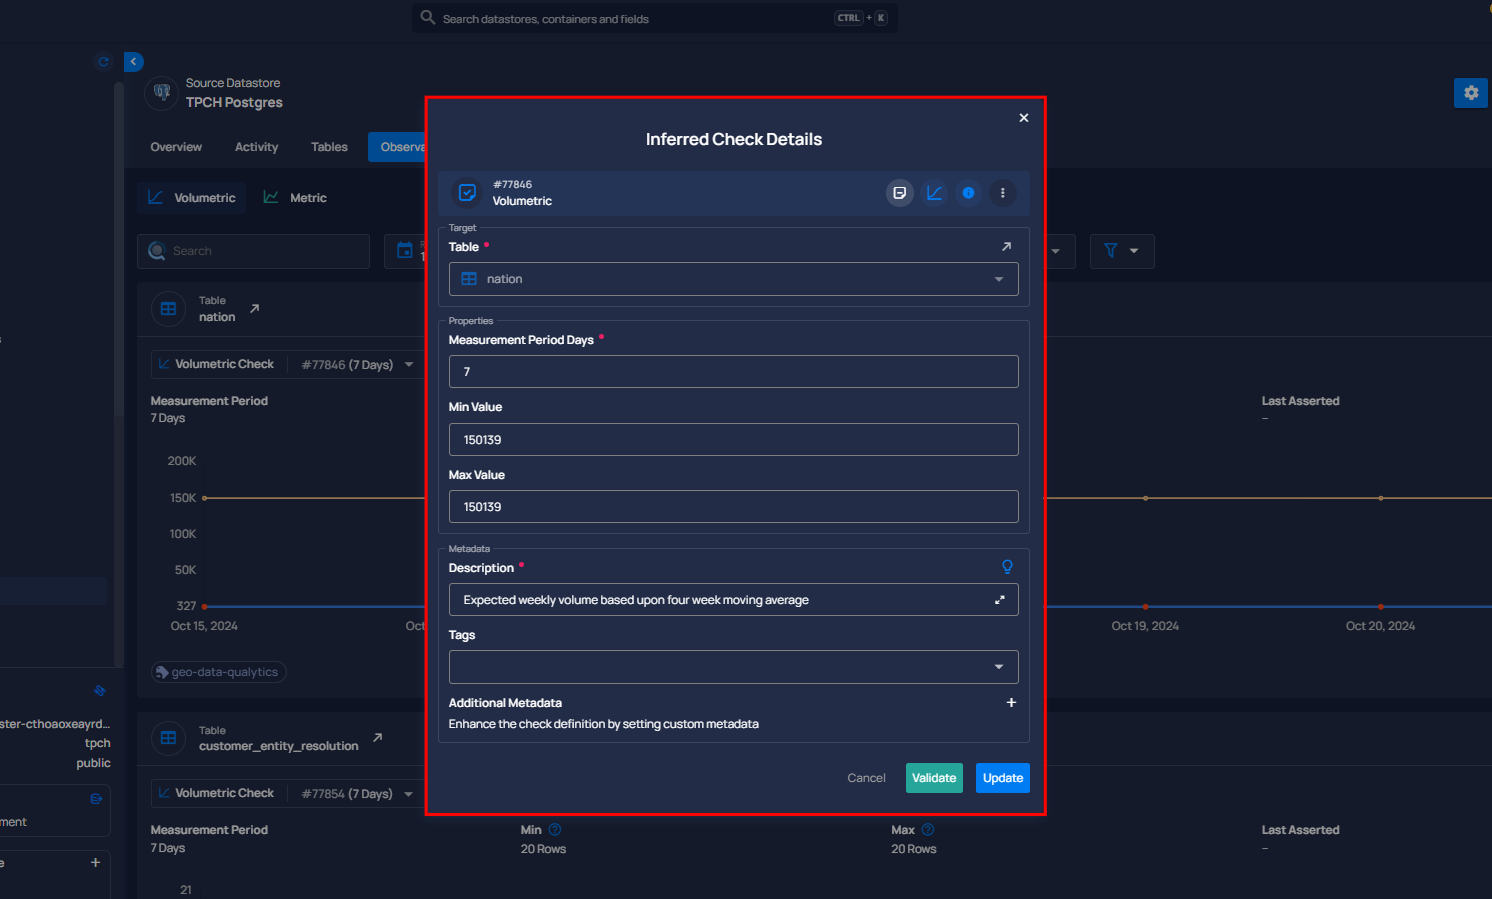 Search datastores, containers and fields
CTRL + K
Source Datastore
TPCH Postgres
Overview
Activity
Tables
Observa
Volumetric
Metric
Search
Table
nation
Volumetric Check
#77846 (7 Days)
Measurement Period
7 Days
Last Asserted
–
200K
150K
100K
50K
327
Oct 15, 2024
Oct
Oct 19, 2024
Oct 20, 2024
geo-data-qualytics
Table
customer_entity_resolution
Volumetric Check
#77854 (7 Days)
Measurement Period
7 Days
Min
20 Rows
Max
20 Rows
Last Asserted
–
21
ster-cthoaoxeayrd...
tpch
public
ment
e
+
Inferred Check Details
#77846
Volumetric
Target
Table
nation
Properties
Measurement Period Days
7
Min Value
150139
Max Value
150139
Metadata
Description
Expected weekly volume based upon four week moving average
Tags
Additional Metadata
+
Enhance the check definition by setting custom metadata
Cancel
Validate
Update